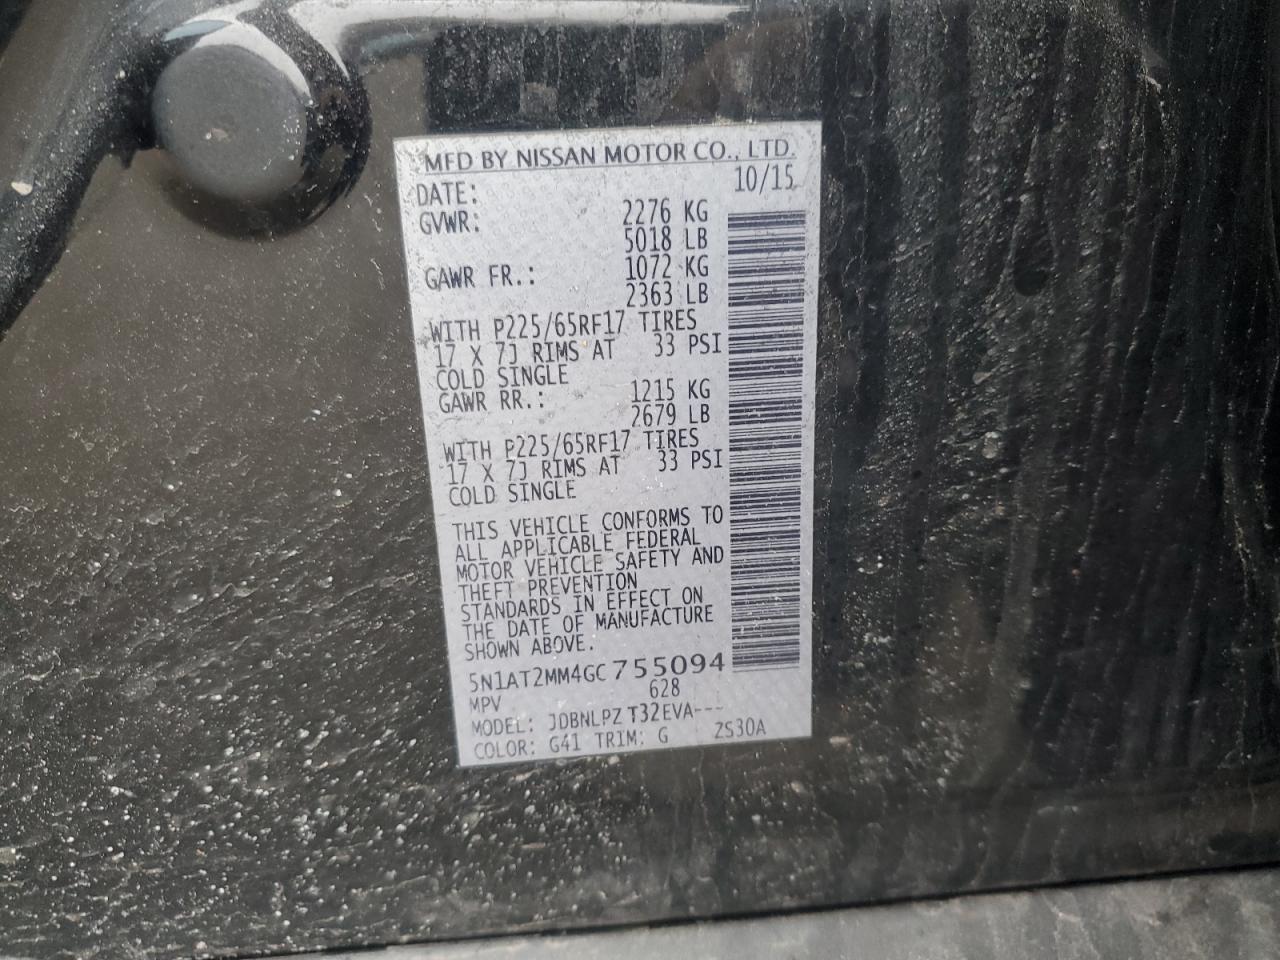 MFD BY NISSAN MOTOR CO., LTD.
DATE: 10/15
GVWR: 2276 KG
5018 LB
GAWR FR.: 1072 KG
2363 LB
WITH P225/65RF17 TIRES
17 X 7J RIMS AT 33 PSI
COLD SINGLE
GAWR RR.: 1215 KG
2679 LB
WITH P225/65RF17 TIRES
17 X 7J RIMS AT 33 PSI
COLD SINGLE
THIS VEHICLE CONFORMS TO
ALL APPLICABLE FEDERAL
MOTOR VEHICLE SAFETY AND
THEFT PREVENTION
STANDARDS IN EFFECT ON
THE DATE OF MANUFACTURE
SHOWN ABOVE.
5N1AT2MM4GC755094
MPV 628
MODEL: JDBNLPZ T32EVA---
COLOR: G41 TRIM: G ZS30A